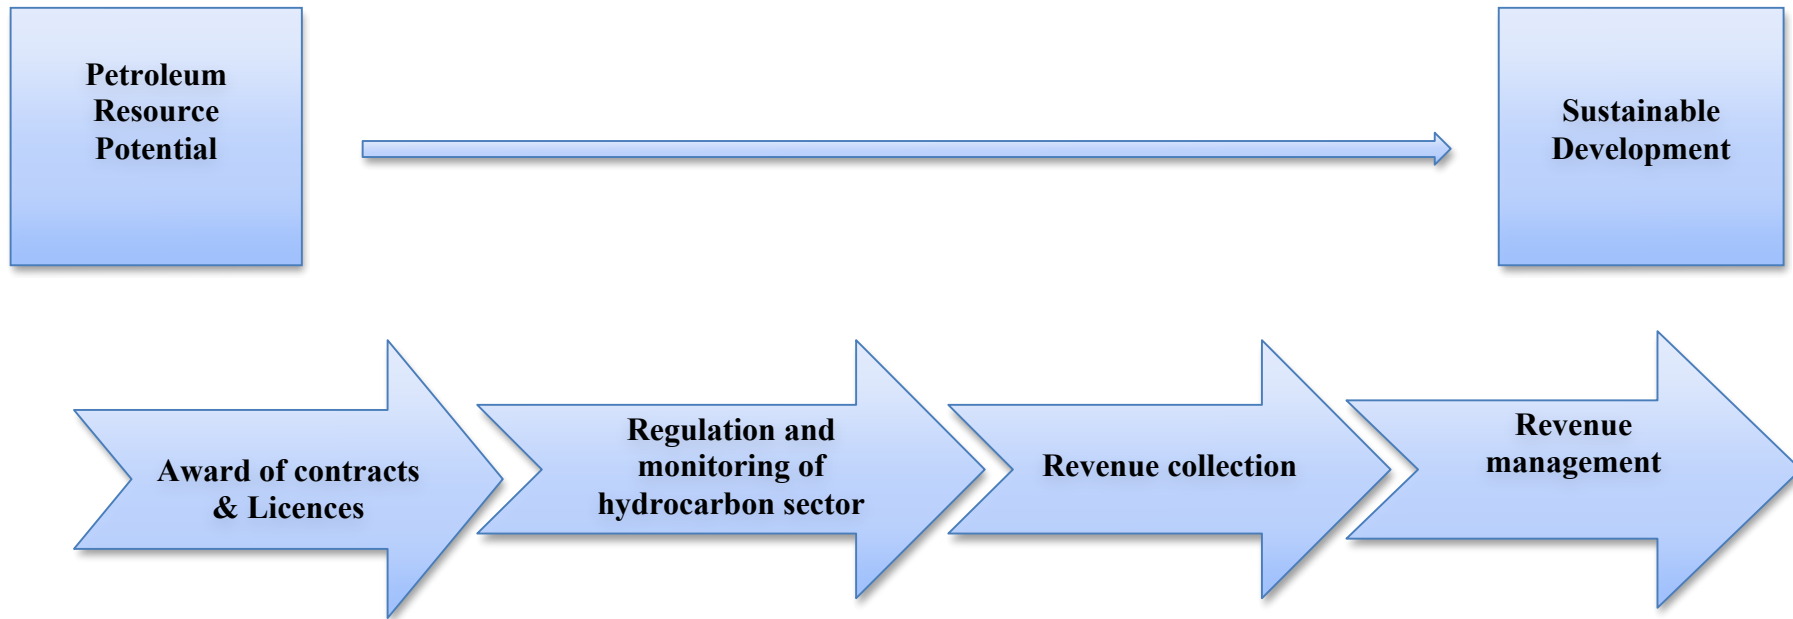 Petroleum
Resource
Potential
Sustainable
Development
Award of contracts
& Licences
Regulation and
monitoring of
hydrocarbon sector
Revenue collection
Revenue
management